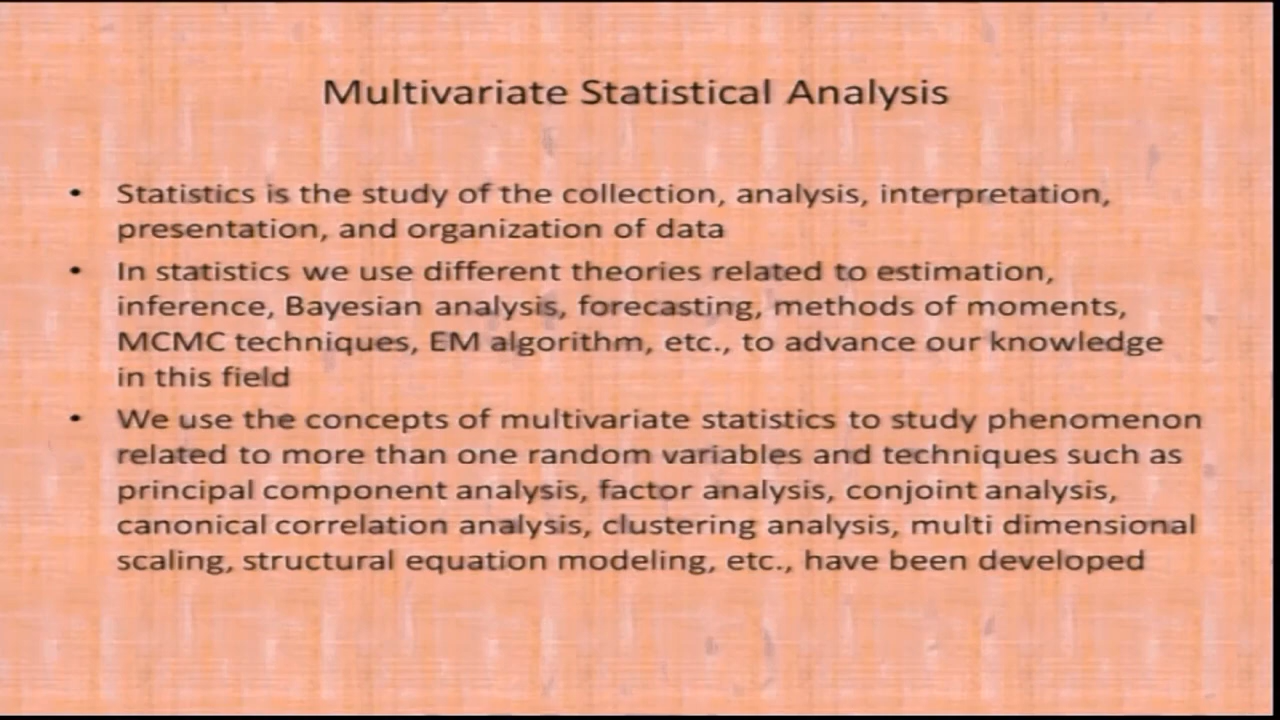 Multivariate Statistical Analysis
• Statistics is the study of the collection, analysis, interpretation,
presentation, and organization of data
• In statistics we use different theories related to estimation,
inference, Bayesian analysis, forecasting, methods of moments,
MCMC techniques, EM algorithm, etc., to advance our knowledge
in this field
• We use the concepts of multivariate statistics to study phenomenon
related to more than one random variables and techniques such as
principal component analysis, factor analysis, conjoint analysis,
canonical correlation analysis, clustering analysis, multi dimensional
scaling, structural equation modeling, etc., have been developed